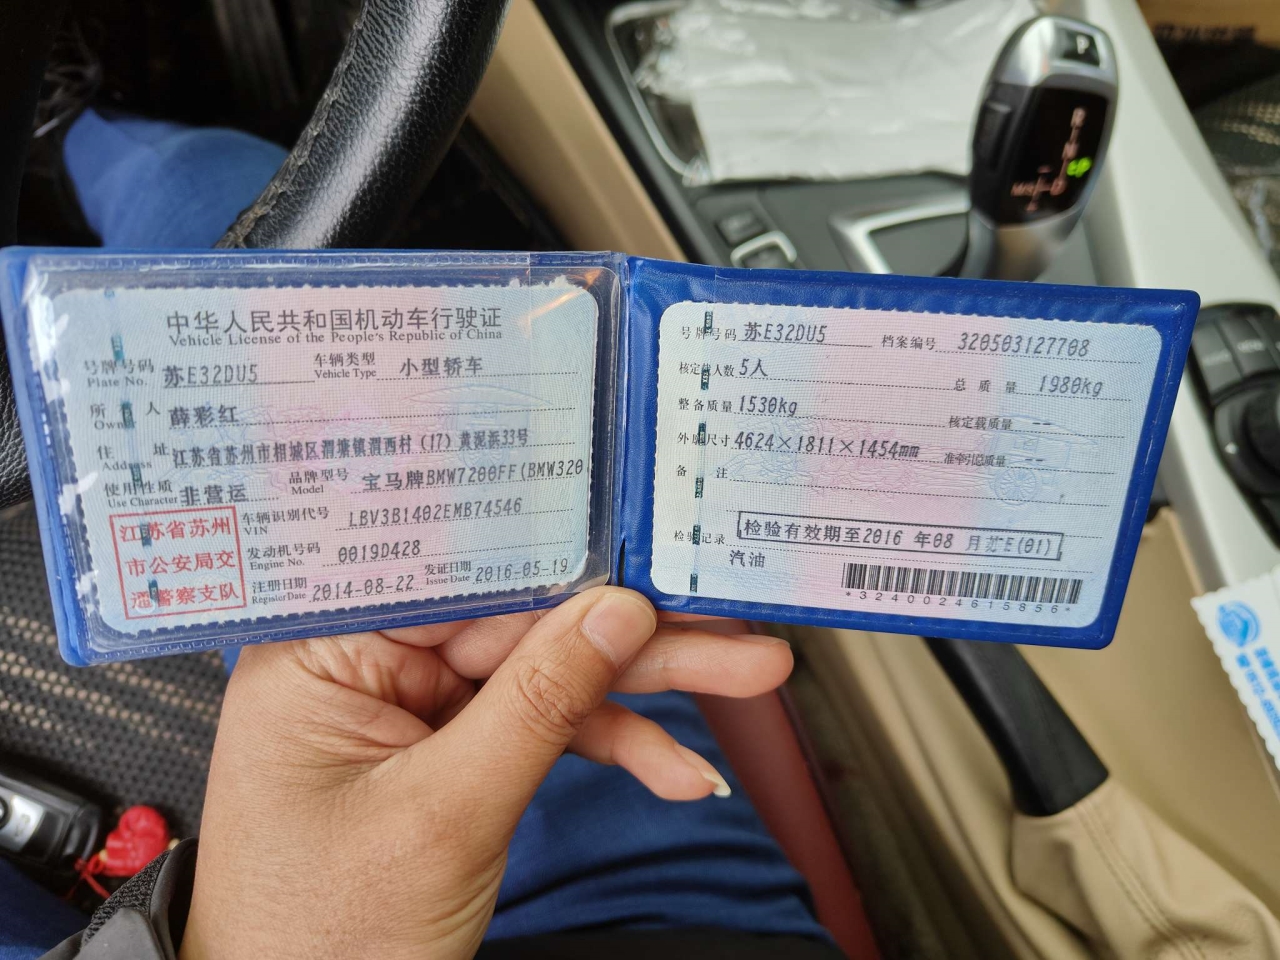 中华人民共和国机动车行驶证
Vehicle License of the People's Republic of China
号牌号码 苏E32DU5 车辆类型 小型轿车
Plate No. Vehicle Type
所 有 人 薛彩红
Owner
住 址 江苏省苏州市相城区渭塘镇渭西村(17)黄泥浜33号
Address
使用性质 非营运 品牌型号 宝马牌BMW7200FF(BMW320
Use Character Model
江苏省苏州
市公安局交
通警察支队
车辆识别代号 LBV3B1402EMB74546
VIN
发动机号码 0019D428
Engine No.
注册日期 2014-08-22 发证日期 2016-05-19
Register Date Issue Date
号牌号码 苏E32DU5 档案编号 320503127708
核定载人数 5人 总 质 量 1980kg
整备质量 1530kg 核定载质量 --
外廓尺寸 4624×1811×1454mm 准牵引总质量 --
备 注
检验记录 检验有效期至2016 年08 月苏E(01)
汽油
*3240024615856*
P
R
N
D